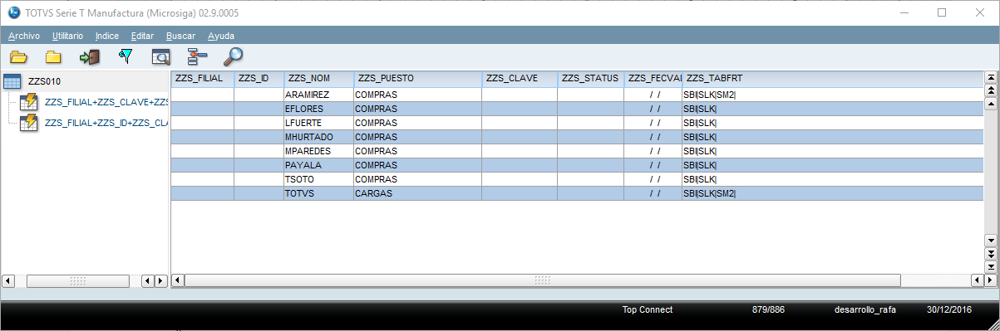 TOTVS Serie T Manufactura (Microsiga) 02.9.0005
Archivo Utilitario Indice Editar Buscar Ayuda
ZZS010
ZZS_FILIAL+ZZS_CLAVE+ZZS
ZZS_FILIAL+ZZS_ID+ZZS_CLA
ZZS_FILIAL ZZS_ID ZZS_NOM ZZS_PUESTO ZZS_CLAVE ZZS_STATUS ZZS_FECVAL ZZS_TABFRT
ARAMIREZ COMPRAS / / SBI|SLK|SM2|
EFLORES COMPRAS / / SBI|SLK|
LFUERTE COMPRAS / / SBI|SLK|
MHURTADO COMPRAS / / SBI|SLK|
MPAREDES COMPRAS / / SBI|SLK|
PAYALA COMPRAS / / SBI|SLK|
TSOTO COMPRAS / / SBI|SLK|
TOTVS CARGAS / / SBI|SLK|SM2|
Top Connect 879/886 desarrollo_rafa 30/12/2016